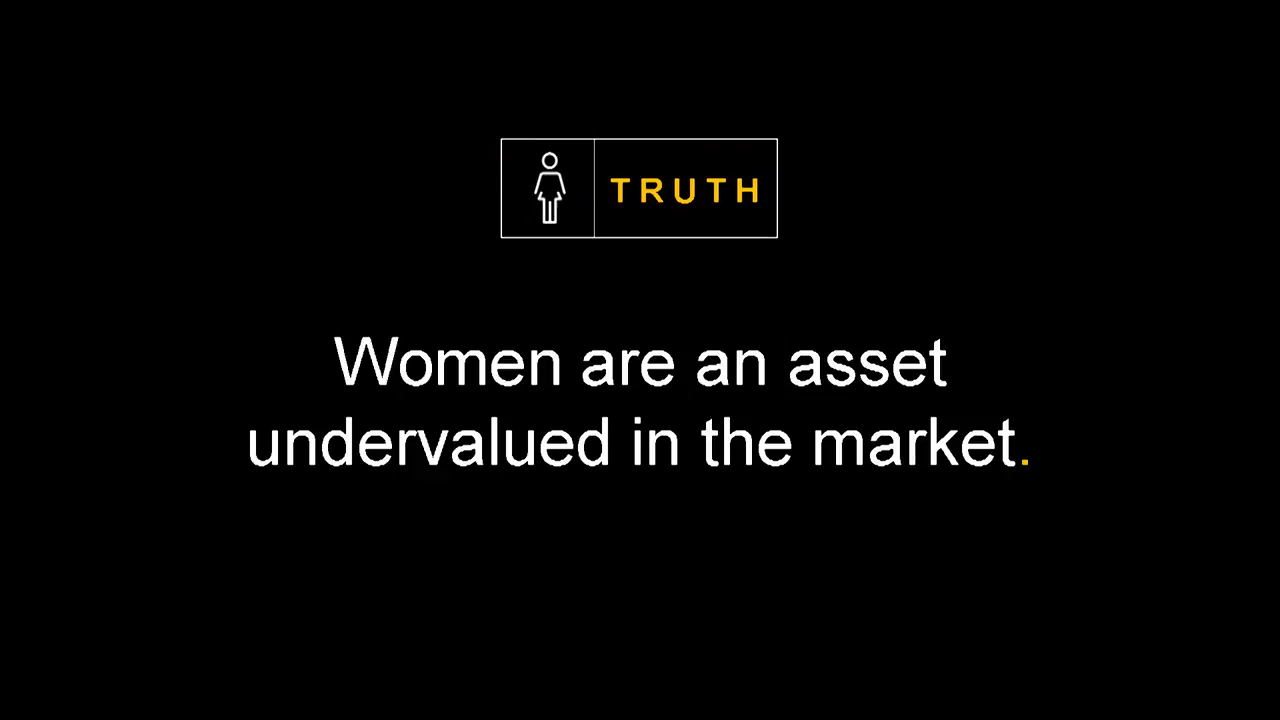 TRUTH
Women are an asset
undervalued in the market.